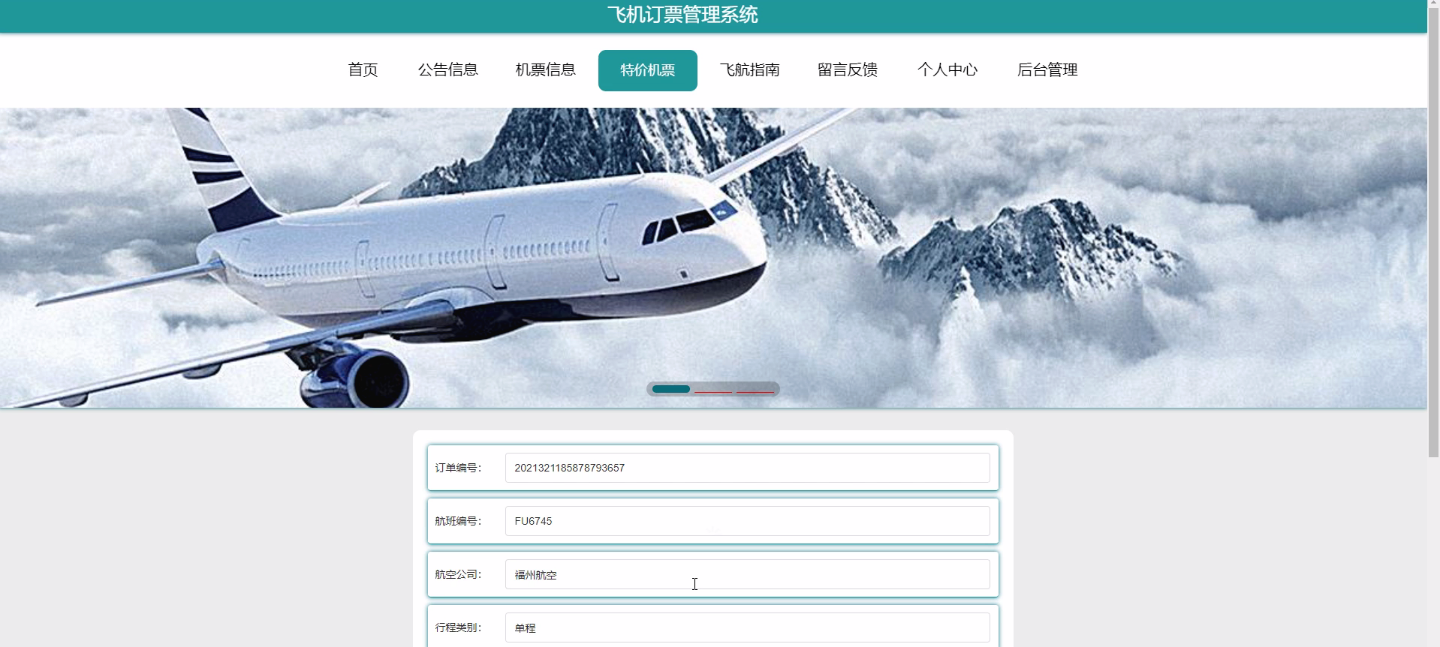 飞机订票管理系统
首页 公告信息 机票信息 特价机票 飞航指南 留言反馈 个人中心 后台管理
订单编号： 2021321185878793657
航班编号： FU6745
航空公司： 福州航空
行程类别： 单程